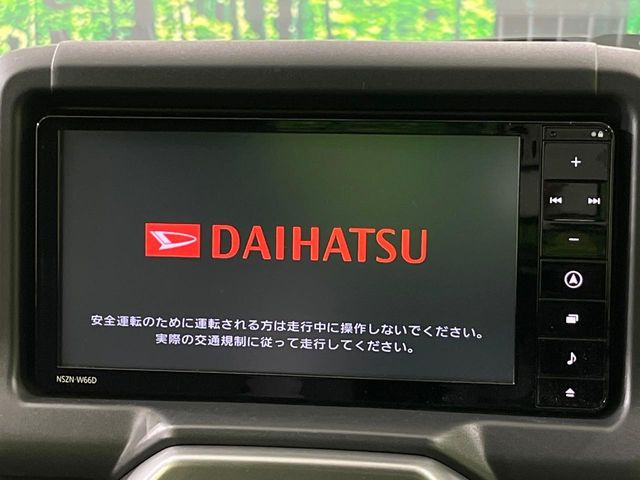 DAIHATSU
安全運転のために運転される方は走行中に操作しないでください。
実際の交通規制に従って走行してください。
NSZN-W66D